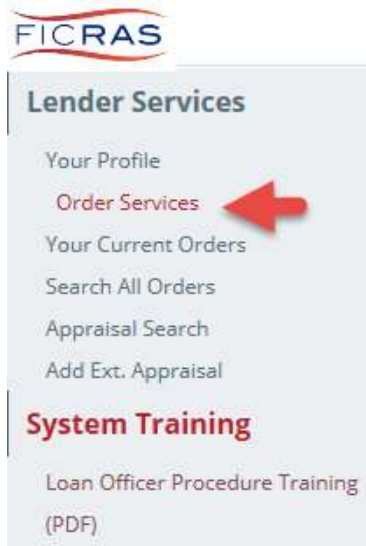 FICRAS
Lender Services
Your Profile
Order Services
Your Current Orders
Search All Orders
Appraisal Search
Add Ext. Appraisal
System Training
Loan Officer Procedure Training
(PDF)